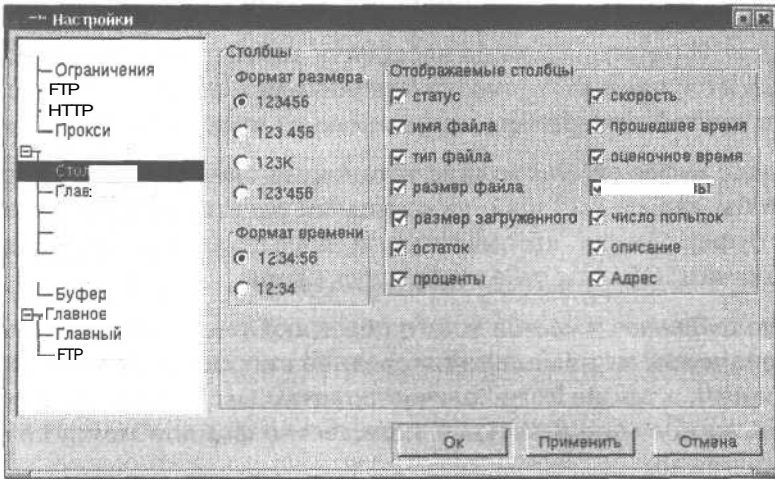 Настройки
Ограничения
FTP
HTTP
Прокси
Глав
Буфер
Главное
Главный
FTP
Столбцы
Формат размера
123456
123 456
123K
123'456
Формат времени
12:34:56
12:34
Отображаемые столбцы
статус
имя файла
тип файла
размер файла
размер загруженного
остаток
проценты
скорость
прошедшее время
оценочное время
число попыток
описание
Адрес
Ок
Применить
Отмена